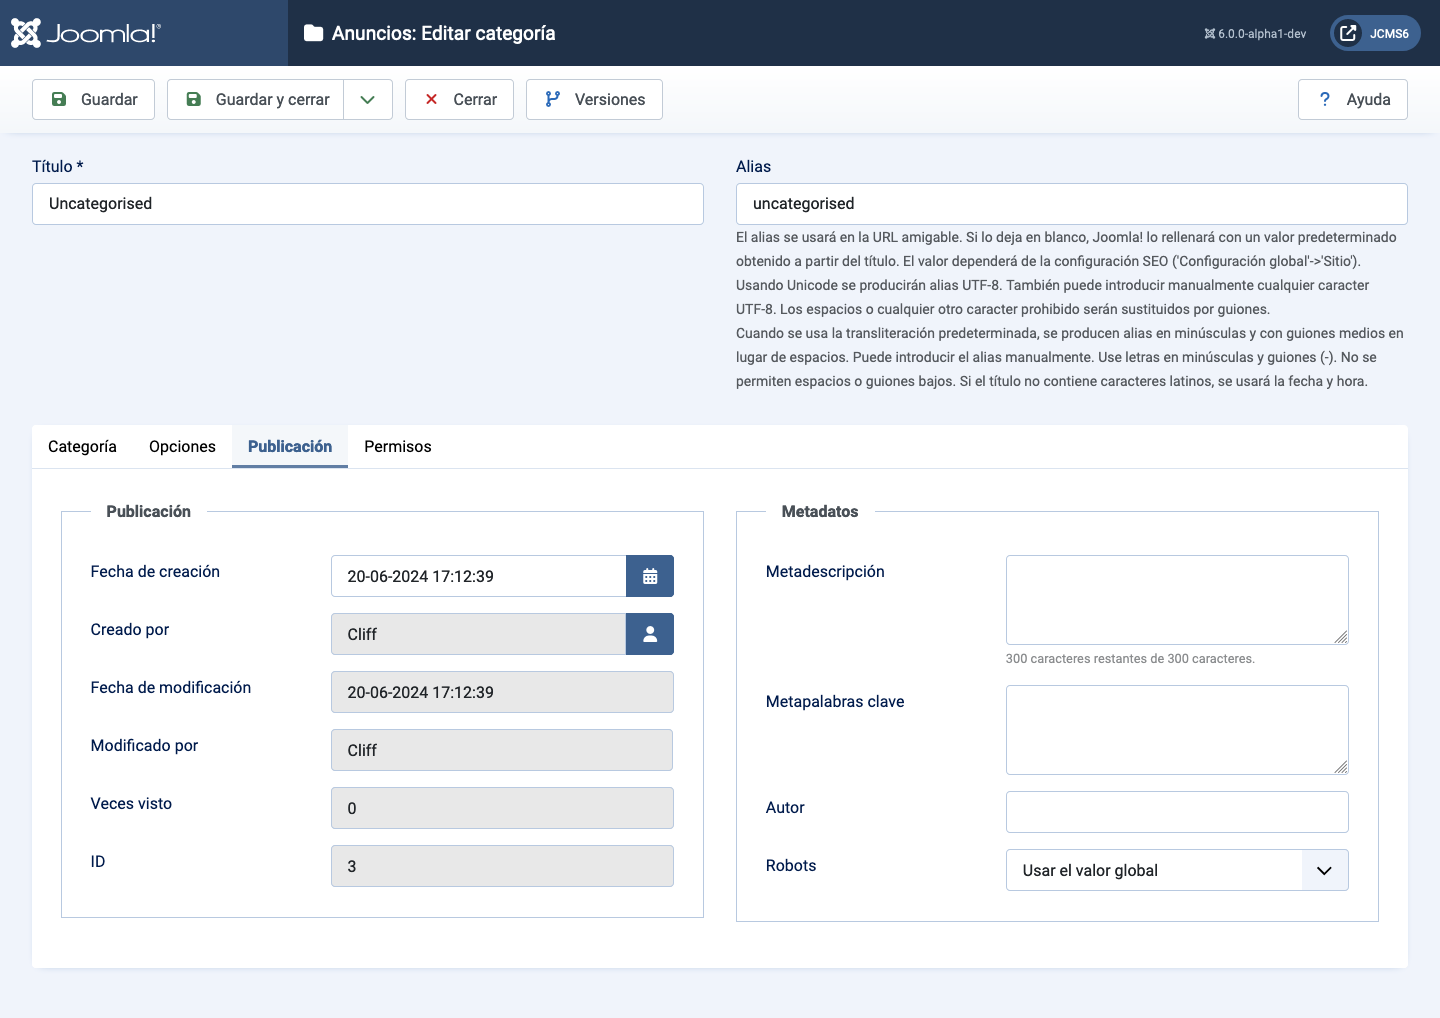 Joomla!®
Anuncios: Editar categoría
6.0.0-alpha1-dev
JCMS6
Guardar
Guardar y cerrar
Cerrar
Versiones
? Ayuda
Título *
Uncategorised
Alias
uncategorised
El alias se usará en la URL amigable. Si lo deja en blanco, Joomla! lo rellenará con un valor predeterminado
obtenido a partir del título. El valor dependerá de la configuración SEO ('Configuración global'->'Sitio').
Usando Unicode se producirán alias UTF-8. También puede introducir manualmente cualquier caracter
UTF-8. Los espacios o cualquier otro caracter prohibido serán sustituidos por guiones.
Cuando se usa la transliteración predeterminada, se producen alias en minúsculas y con guiones medios en
lugar de espacios. Puede introducir el alias manualmente. Use letras en minúsculas y guiones (-). No se
permiten espacios o guiones bajos. Si el título no contiene caracteres latinos, se usará la fecha y hora.
Categoría
Opciones
Publicación
Permisos
Publicación
Fecha de creación
20-06-2024 17:12:39
Creado por
Cliff
Fecha de modificación
20-06-2024 17:12:39
Modificado por
Cliff
Veces visto
0
ID
3
Metadatos
Metadescripción
300 caracteres restantes de 300 caracteres.
Metapalabras clave
Autor
Robots
Usar el valor global